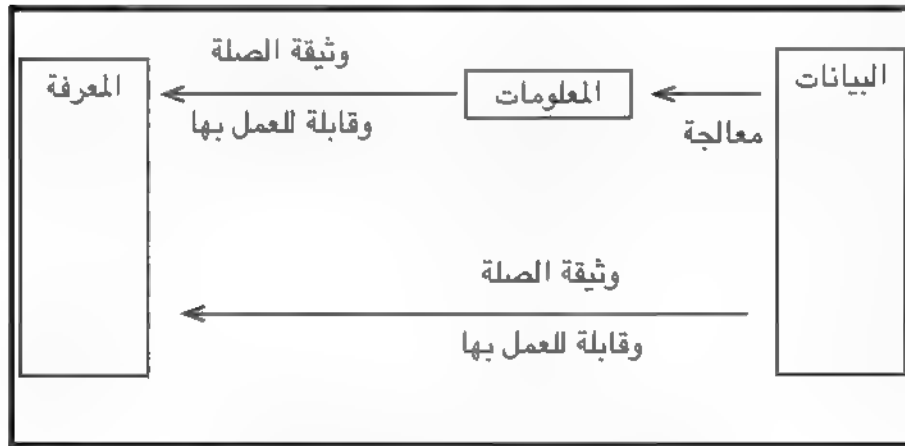 البيانات
معالجة
المعلومات
وثيقة الصلة
وقابلة للعمل بها
المعرفة
وثيقة الصلة
وقابلة للعمل بها